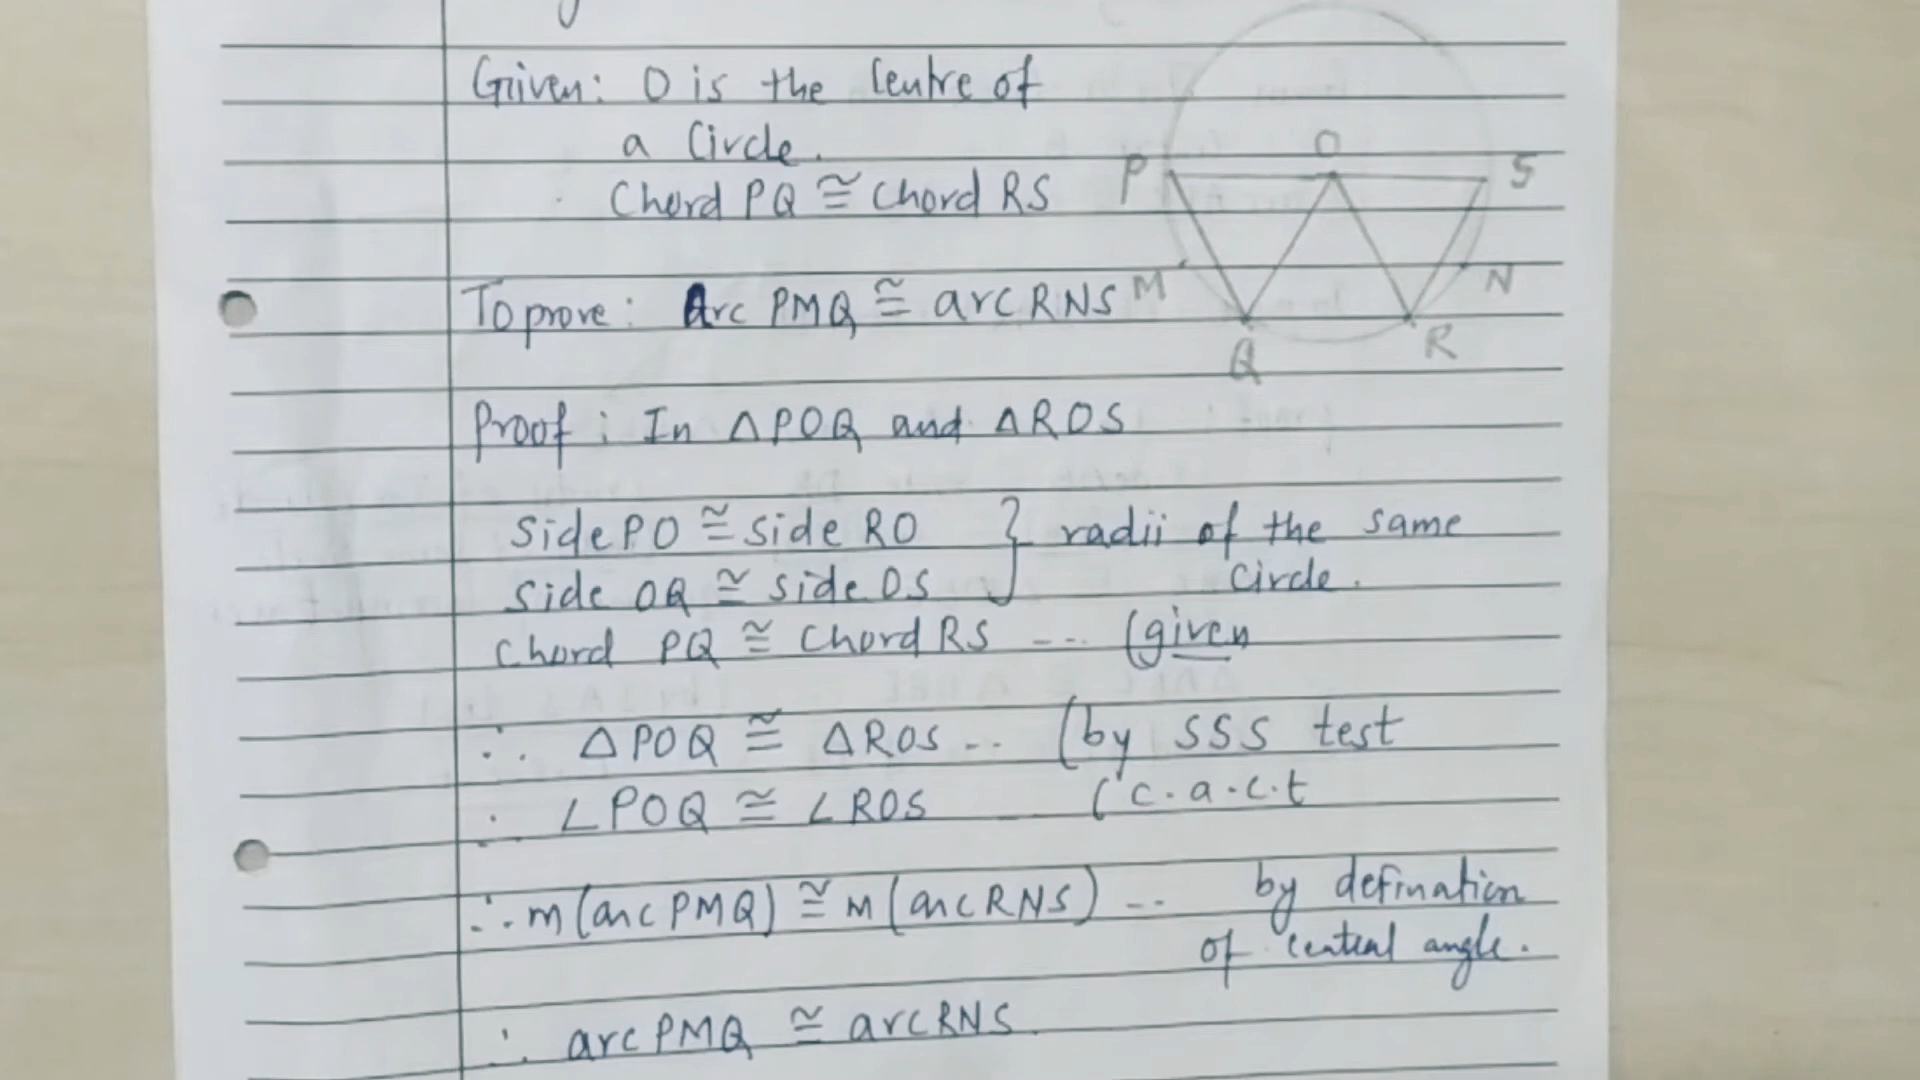 Given: O is the Centre of
a Circle.
Chord PQ ≅ Chord RS
To prove: Arc PMQ ≅ arc RNS
O
P
S
M
N
Q
R
Proof: In △POQ and △ROS
Side PO ≅ side RO } radii of the same
Side OQ ≅ side OS circle.
Chord PQ ≅ Chord RS --- (given
∴ △POQ ≅ △ROS -- (by SSS test
∴ ∠POQ ≅ ∠ROS (c.a.c.t
∴ m(arc PMQ) ≅ m(arc RNS) -- by defination
of central angle.
∴ arc PMQ ≅ arc RNS.